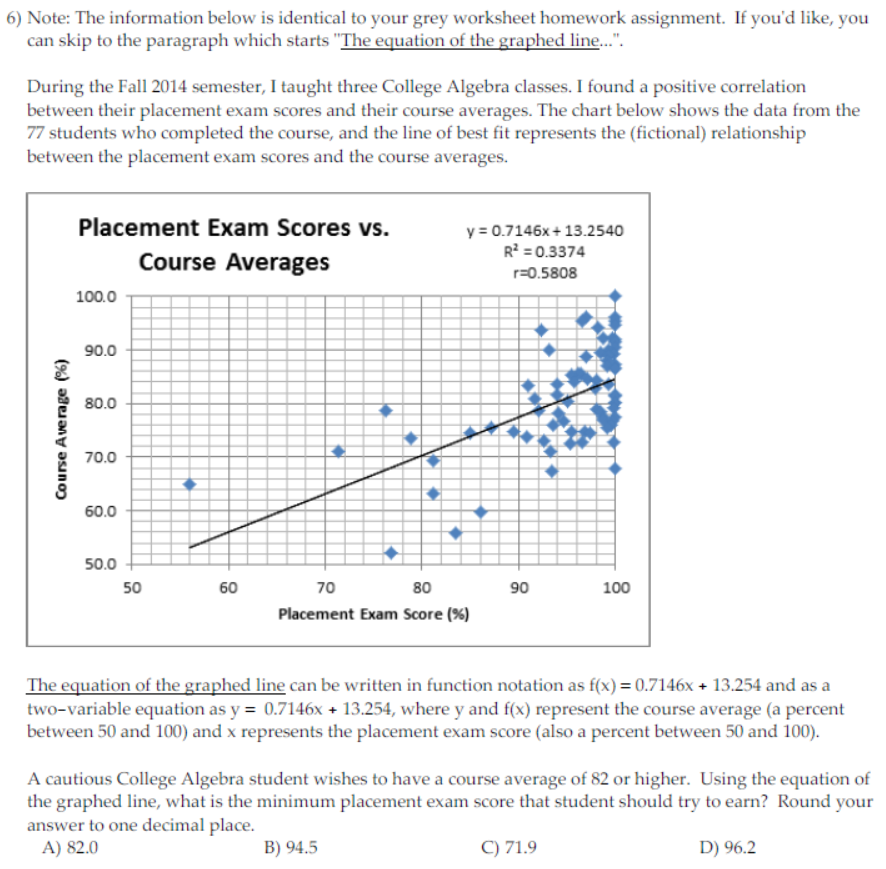 6) Note: The information below is identical to your grey worksheet homework assignment. If you'd like, you
can skip to the paragraph which starts "The equation of the graphed line...".
During the Fall 2014 semester, I taught three College Algebra classes. I found a positive correlation
between their placement exam scores and their course averages. The chart below shows the data from the
77 students who completed the course, and the line of best fit represents the (fictional) relationship
between the placement exam scores and the course averages.
Placement Exam Scores vs.
Course Averages
y = 0.7146x + 13.2540
R² = 0.3374
r=0.5808
100.0
90.0
80.0
70.0
60.0
50.0
Course Average (%)
50 60 70 80 90 100
Placement Exam Score (%)
The equation of the graphed line can be written in function notation as f(x) = 0.7146x + 13.254 and as a
two-variable equation as y = 0.7146x + 13.254, where y and f(x) represent the course average (a percent
between 50 and 100) and x represents the placement exam score (also a percent between 50 and 100).
A cautious College Algebra student wishes to have a course average of 82 or higher. Using the equation of
the graphed line, what is the minimum placement exam score that student should try to earn? Round your
answer to one decimal place.
A) 82.0 B) 94.5 C) 71.9 D) 96.2